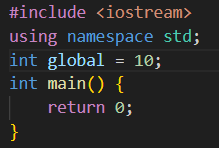 #include <iostream>
using namespace std;
int global = 10;
int main() {
    return 0;
}